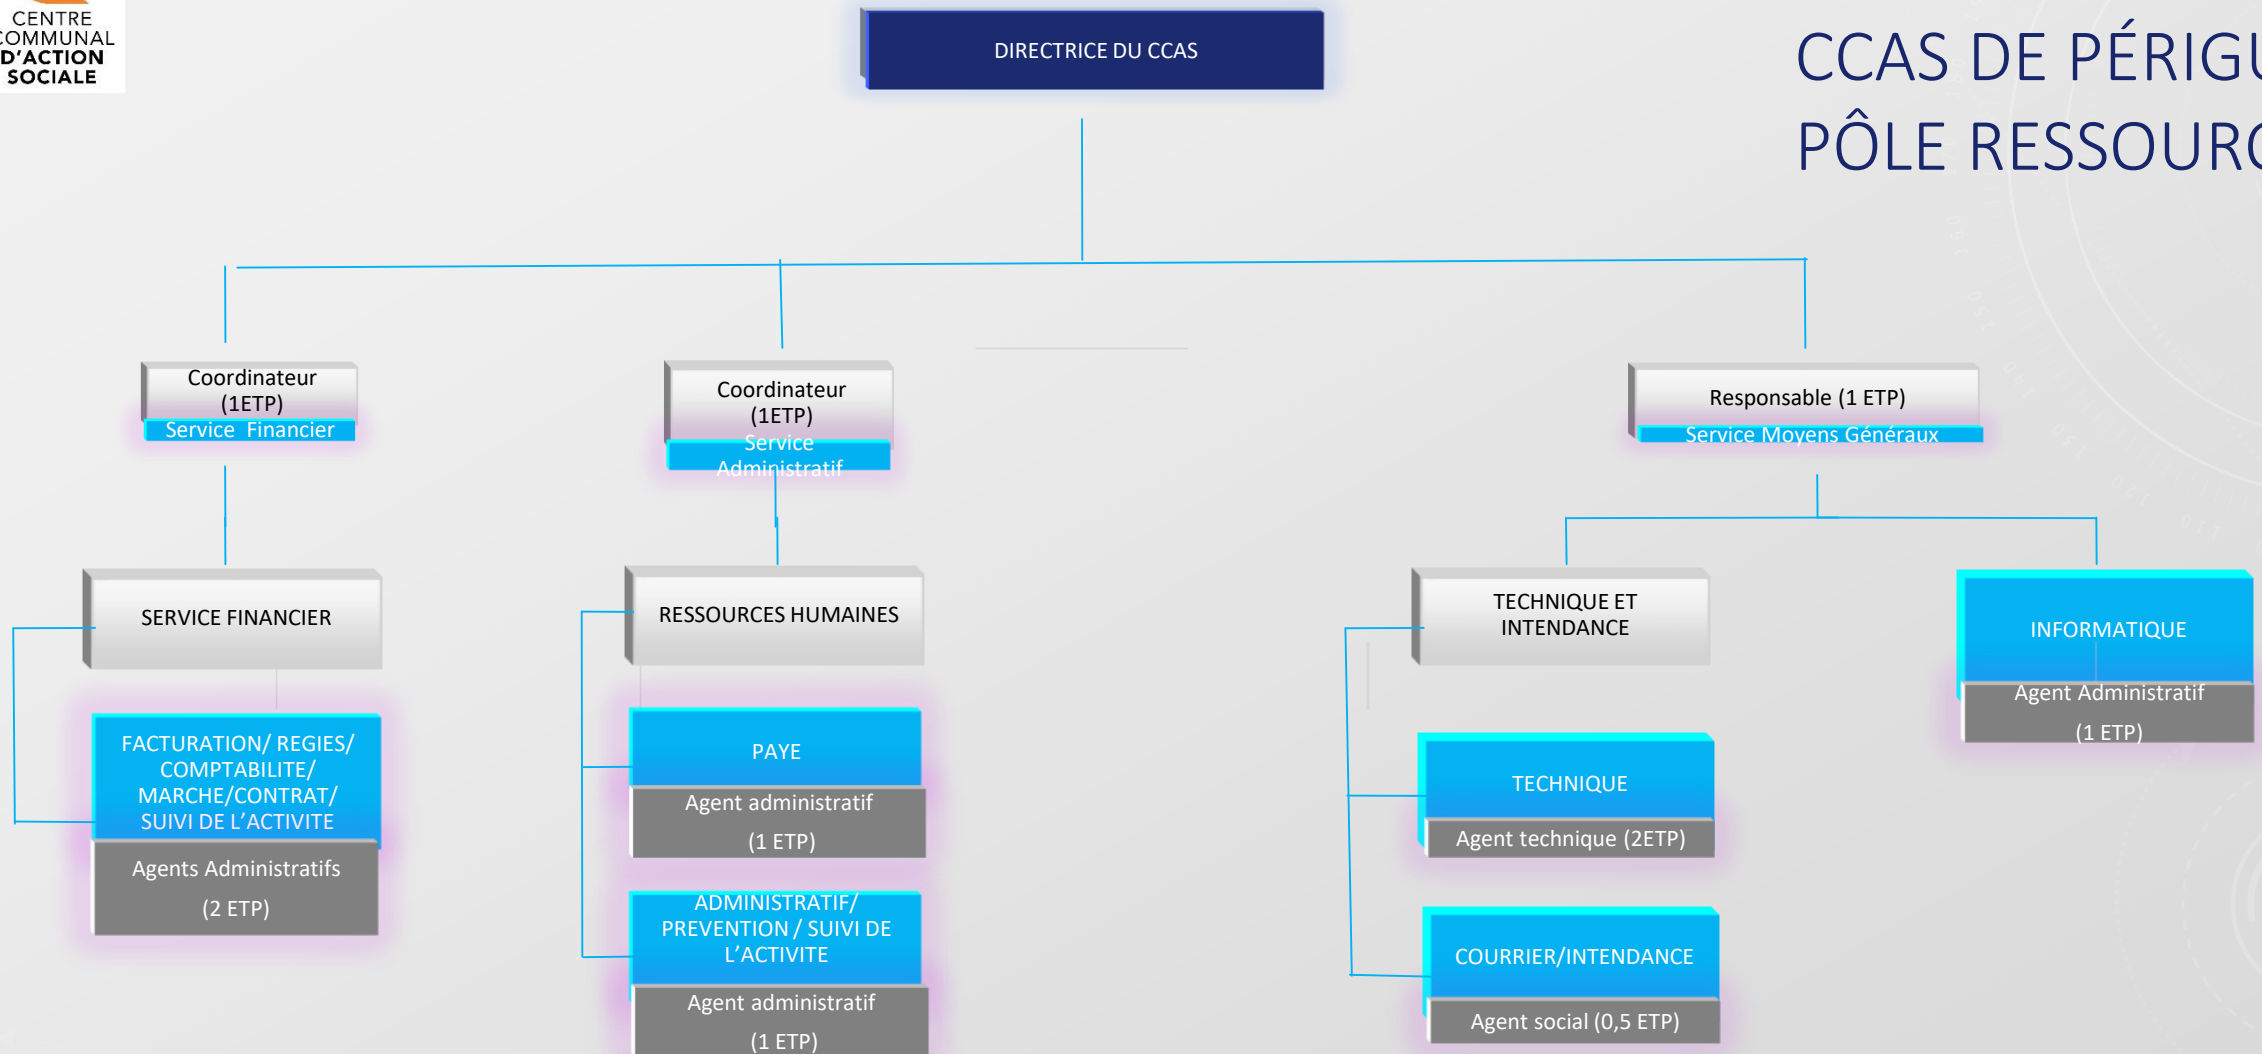 CENTRE
COMMUNAL
D'ACTION
SOCIALE
DIRECTRICE DU CCAS
CCAS DE
PÔLE
Coordinateur
(1ETP)
Service Financier
Coordinateur
(1ETP)
Service
Administratif
Responsable (1 ETP)
Service Moyens Généraux
SERVICE FINANCIER
FACTURATION/ REGIES/
COMPTABILITE/
MARCHE/CONTRAT/
SUIVI DE L'ACTIVITE
Agents Administratifs
(2 ETP)
RESSOURCES HUMAINES
PAYE
Agent administratif
(1 ETP)
ADMINISTRATIF/
PREVENTION / SUIVI DE
L'ACTIVITE
Agent administratif
(1 ETP)
TECHNIQUE ET
INTENDANCE
TECHNIQUE
Agent technique (2ETP)
COURRIER/INTENDANCE
Agent social (0,5 ETP)
INFORMATIQUE
Agent Administratif
(1 ETP)